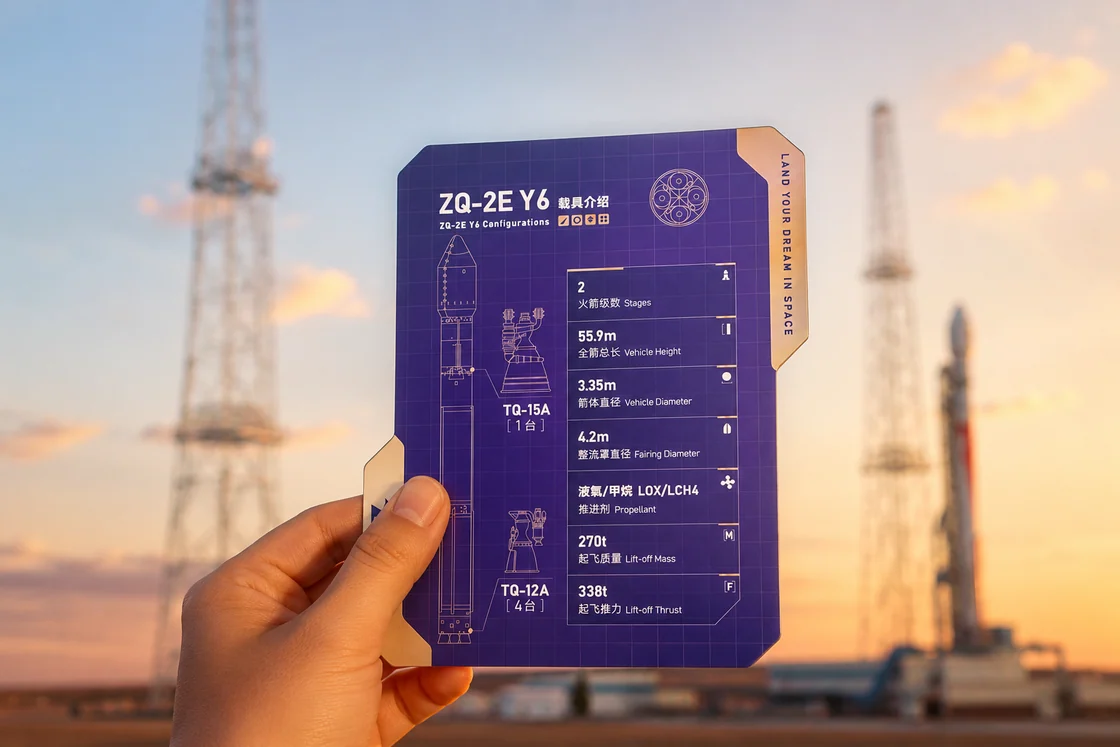 ZQ-2E Y6 载具介绍
ZQ-2E Y6 Canfigurations
LAND YOUR DREAM IN SPACE
2
火箭级数 Stages
55.9m
全箭总长 Vehicle Height
3.35m
箭体直径 Vehicle Diameter
4.2m
整流罩直径 Fairing Diameter
液氧/甲烷 LOX/LCH4
推进剂 Propellant
M
270t
起飞质量 Lift-off Mass
F
338t
起飞推力 Lift-off Thrust
TQ-15A
[1台]
TQ-12A
[4台]